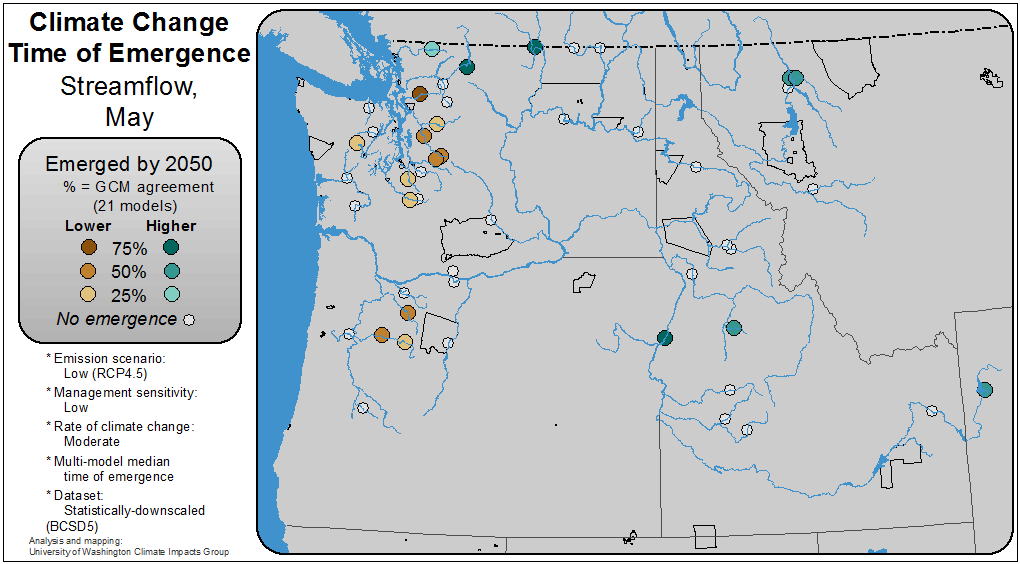 Climate Change
Time of Emergence
Streamflow,
May
Emerged by 2050
% = GCM agreement
(21 models)
Lower Higher
75%
50%
25%
No emergence
* Emission scenario:
Low (RCP4.5)
* Management sensitivity:
Low
* Rate of climate change:
Moderate
* Multi-model median
time of emergence
* Dataset:
Statistically-downscaled
(BCSD5)
Analysis and mapping:
University of Washington Climate Impacts Group